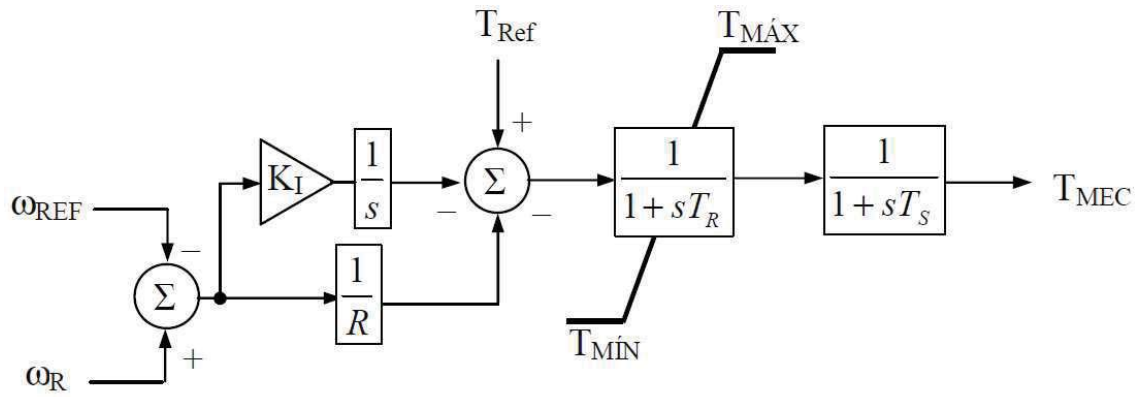 T_Ref T_MÁX
+
K_I 1/s Σ 1/(1 + sT_R) 1/(1 + sT_S) T_MEC
− −
ω_REF
−
Σ 1/R
T_MÍN
+
ω_R